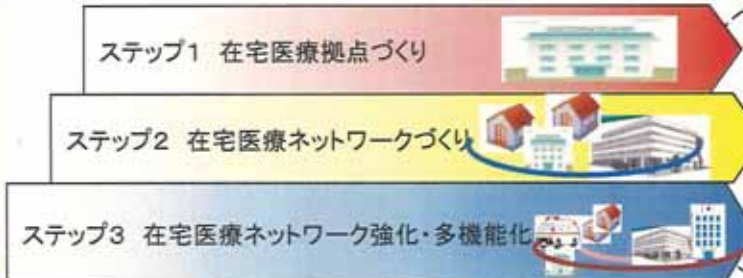 ステップ1 在宅医療拠点づくり
ステップ2 在宅医療ネットワークづくり
ステップ3 在宅医療ネットワーク強化・多機能化